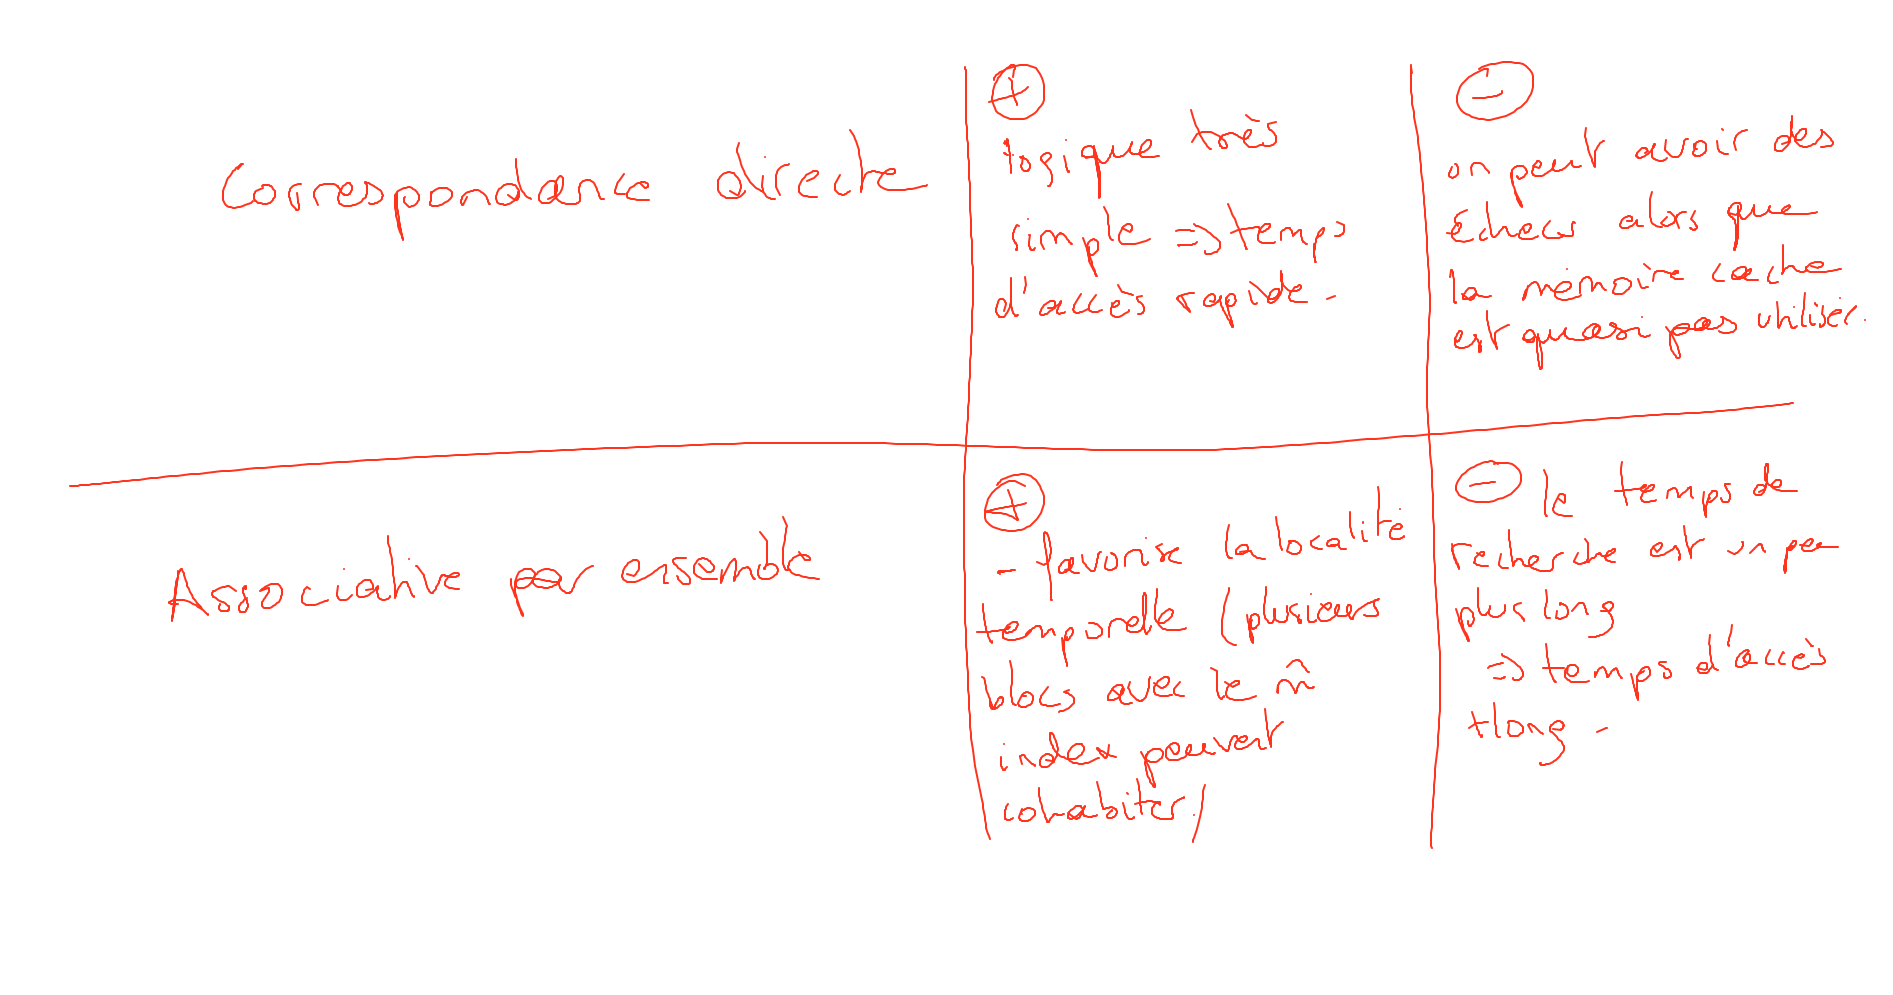 Correspondance directe
⊕
logique très
simple => temps
d'accès rapide.
⊖
on peut avoir des
échecs alors que
la mémoire cache
est quasi pas utilisée.
Associative par ensemble
⊕
- favorise la localité
temporelle (plusieurs
blocs avec le m̂
index peuvent
cohabiter.)
⊖ le temps de
recherche est un peu
plus long
=> temps d'accès
+long.